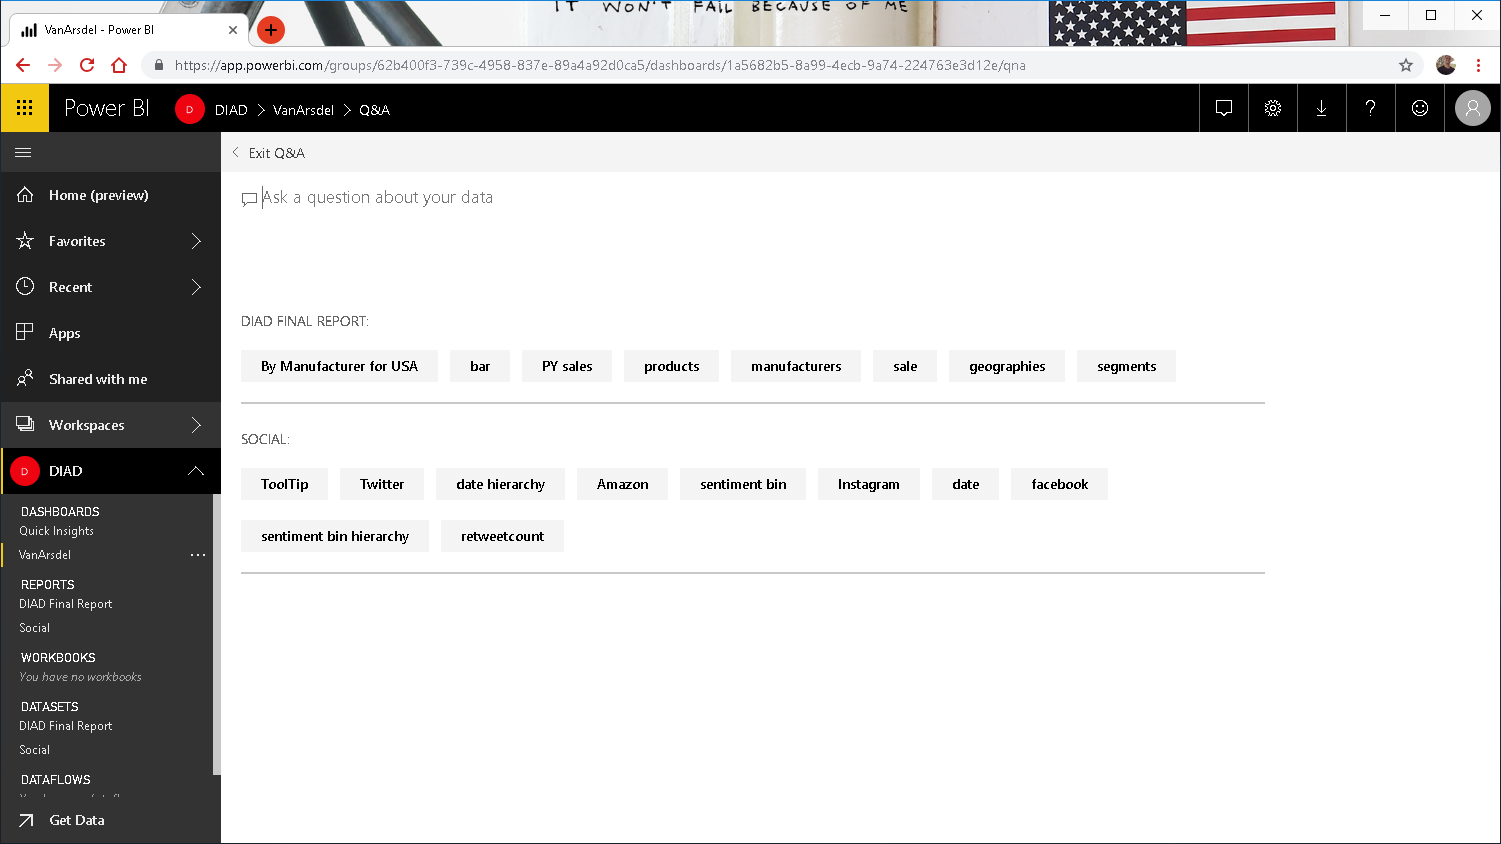 IT WON'T FAIL BECAUSE OF ME
VanArsdel - Power BI
https://app.powerbi.com/groups/62b400f3-739c-4958-837e-89a4a92d0ca5/dashboards/1a5682b5-8a99-4ecb-9a74-224763e3d12e/qna
Power BI D DIAD VanArsdel Q&A
Exit Q&A
Ask a question about your data
Home (preview)
Favorites
Recent
Apps
Shared with me
Workspaces
D DIAD
DASHBOARDS
Quick Insights
VanArsdel
REPORTS
DIAD Final Report
Social
WORKBOOKS
You have no workbooks
DATASETS
DIAD Final Report
Social
DATAFLOWS
Get Data
DIAD FINAL REPORT:
By Manufacturer for USA bar PY sales products manufacturers sale geographies segments
SOCIAL:
ToolTip Twitter date hierarchy Amazon sentiment bin Instagram date facebook
sentiment bin hierarchy retweetcount